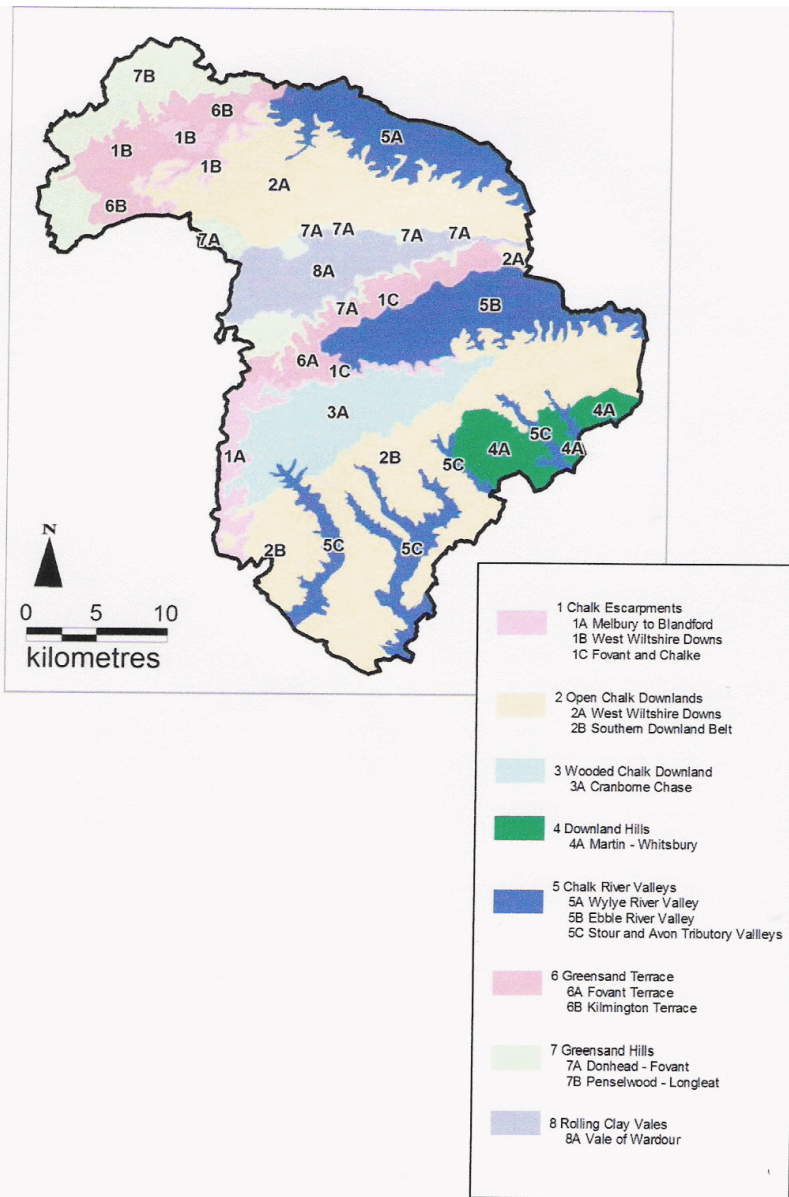 7B
6B
1B
5A
1B
1B
2A
6B
7A
7A
7A
7A
7A
2A
8A
7A
1C
5B
6A
1C
3A
4A
5C
4A
4A
2B
5C
1A
2B
5C
5C
N
0 5 10
kilometres
1 Chalk Escarpments
1A Melbury to Blandford
1B West Wiltshire Downs
1C Fovant and Chalke
2 Open Chalk Downlands
2A West Wiltshire Downs
2B Southern Downland Belt
3 Wooded Chalk Downland
3A Cranborne Chase
4 Downland Hills
4A Martin - Whitsbury
5 Chalk River Valleys
5A Wylye River Valley
5B Ebble River Valley
5C Stour and Avon Tributory Vallleys
6 Greensand Terrace
6A Fovant Terrace
6B Kilmington Terrace
7 Greensand Hills
7A Donhead - Fovant
7B Penselwood - Longleat
8 Rolling Clay Vales
8A Vale of Wardour